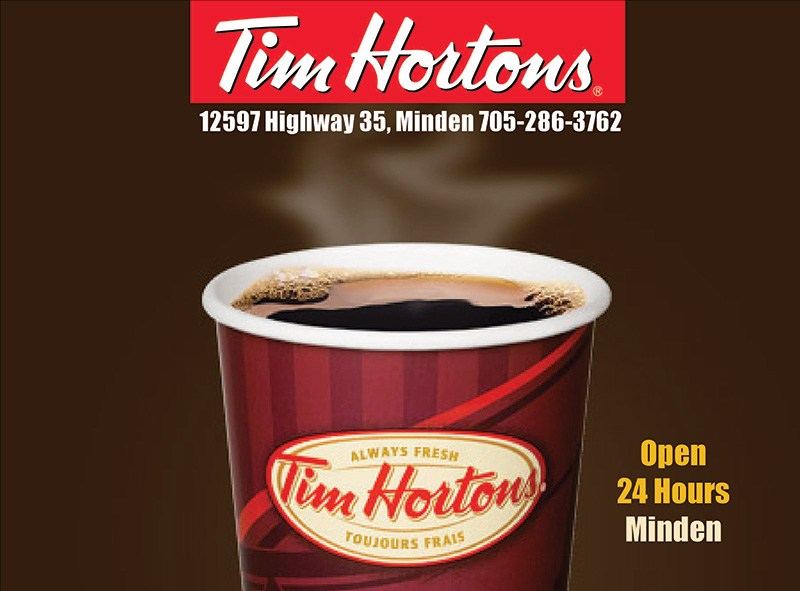 Tim Hortons®
12597 Highway 35, Minden 705-286-3762
ALWAYS FRESH
Tim Hortons.
TOUJOURS FRAIS
Open
24 Hours
Minden